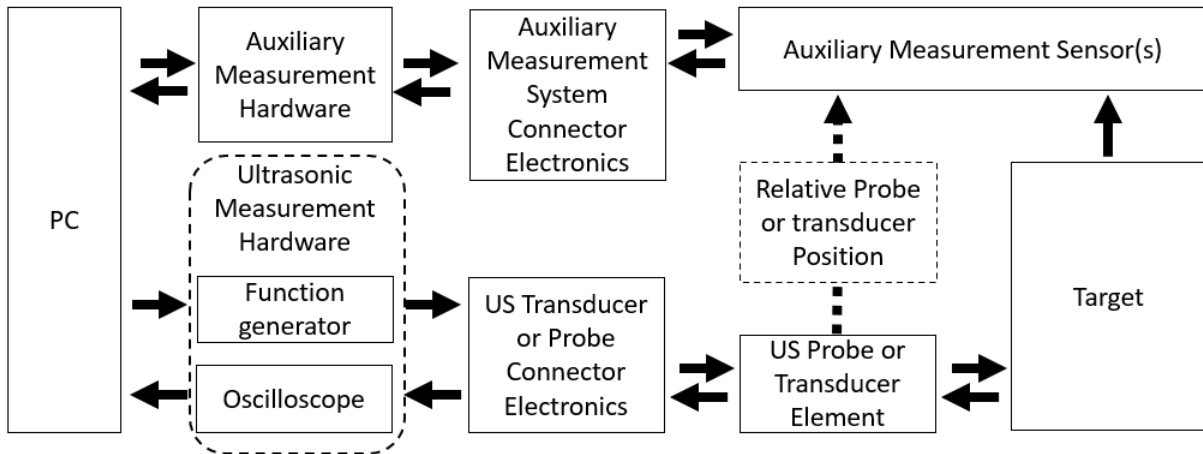 PC
Auxiliary
Measurement
Hardware
Auxiliary
Measurement
System
Connector
Electronics
Auxiliary Measurement Sensor(s)
Ultrasonic
Measurement
Hardware
Function
generator
Oscilloscope
US Transducer
or Probe
Connector
Electronics
Relative Probe
or transducer
Position
US Probe or
Transducer
Element
Target